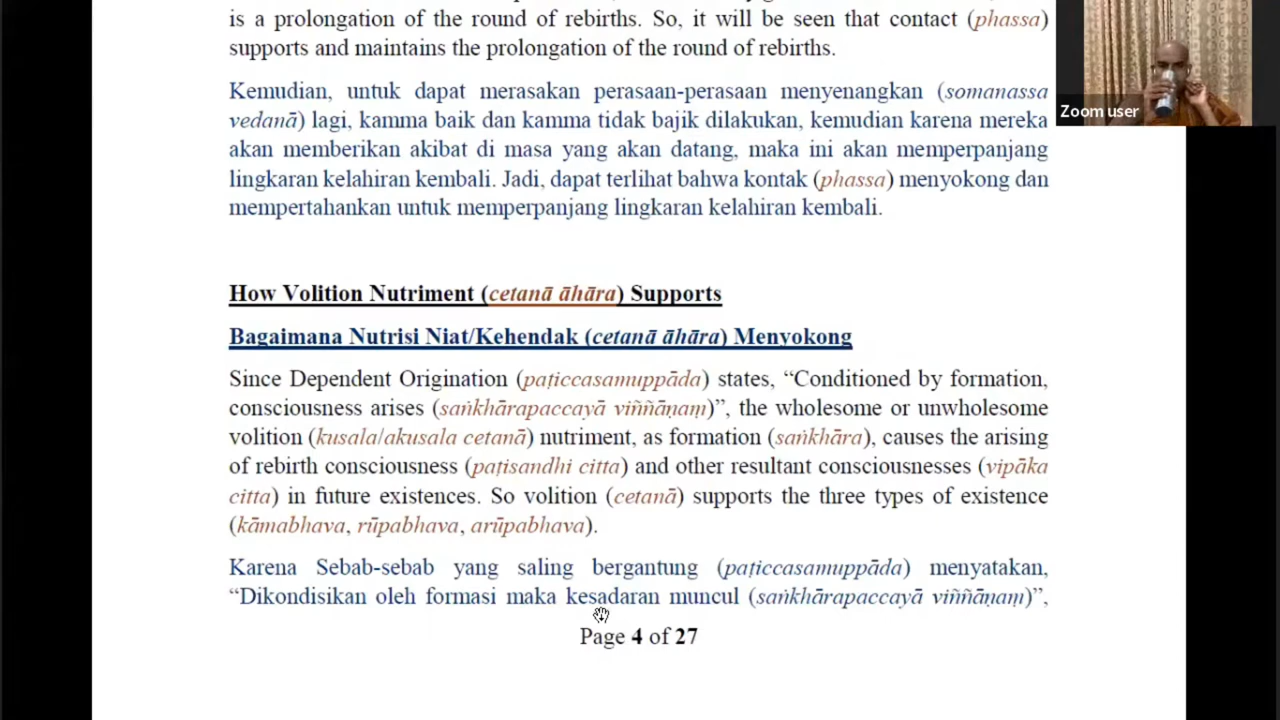 is a prolongation of the round of rebirths. So, it will be seen that contact (phassa)
supports and maintains the prolongation of the round of rebirths.
Kemudian, untuk dapat merasakan perasaan-perasaan menyenangkan (somanassa
vedanā) lagi, kamma baik dan kamma tidak bajik dilakukan, kemudian karena mereka
akan memberikan akibat di masa yang akan datang, maka ini akan memperpanjang
lingkaran kelahiran kembali. Jadi, dapat terlihat bahwa kontak (phassa) menyokong dan
mempertahankan untuk memperpanjang lingkaran kelahiran kembali.
How Volition Nutriment (cetanā āhāra) Supports
Bagaimana Nutrisi Niat/Kehendak (cetanā āhāra) Menyokong
Since Dependent Origination (paṭiccasamuppāda) states, “Conditioned by formation,
consciousness arises (saṅkhārapaccayā viññāṇaṃ)”, the wholesome or unwholesome
volition (kusala/akusala cetanā) nutriment, as formation (saṅkhāra), causes the arising
of rebirth consciousness (paṭisandhi citta) and other resultant consciousnesses (vipāka
citta) in future existences. So volition (cetanā) supports the three types of existence
(kāmabhava, rūpabhava, arūpabhava).
Karena Sebab-sebab yang saling bergantung (paṭiccasamuppāda) menyatakan,
“Dikondisikan oleh formasi maka kesadaran muncul (saṅkhārapaccayā viññāṇaṃ)”,
Page 4 of 27
Zoom user